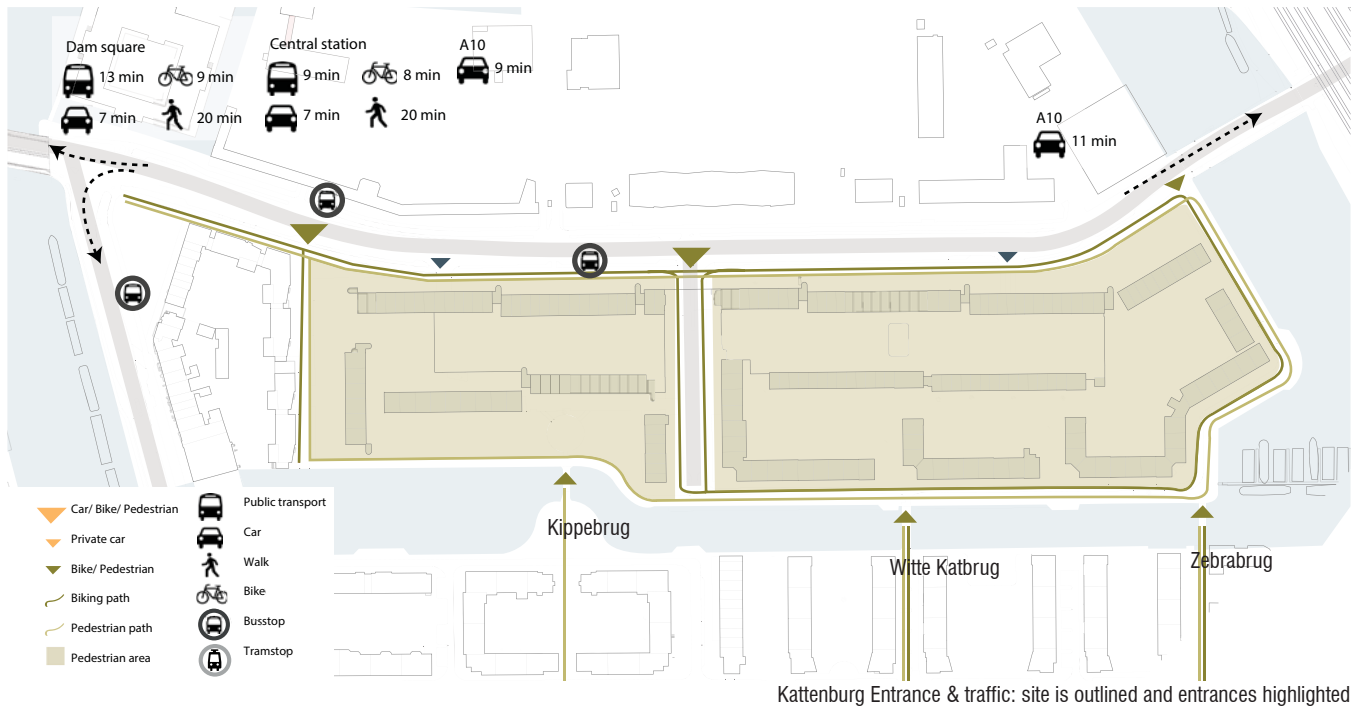 Dam square
13 min
9 min
7 min
20 min
Central station
9 min
8 min
7 min
20 min
A10
9 min
A10
11 min
Kippebrug
Witte Katbrug
Zebrabrug
Car/ Bike/ Pedestrian
Private car
Bike/ Pedestrian
Biking path
Pedestrian path
Pedestrian area
Public transport
Car
Walk
Bike
Busstop
Tramstop
Kattenburg Entrance & traffic: site is outlined and entrances highlighted